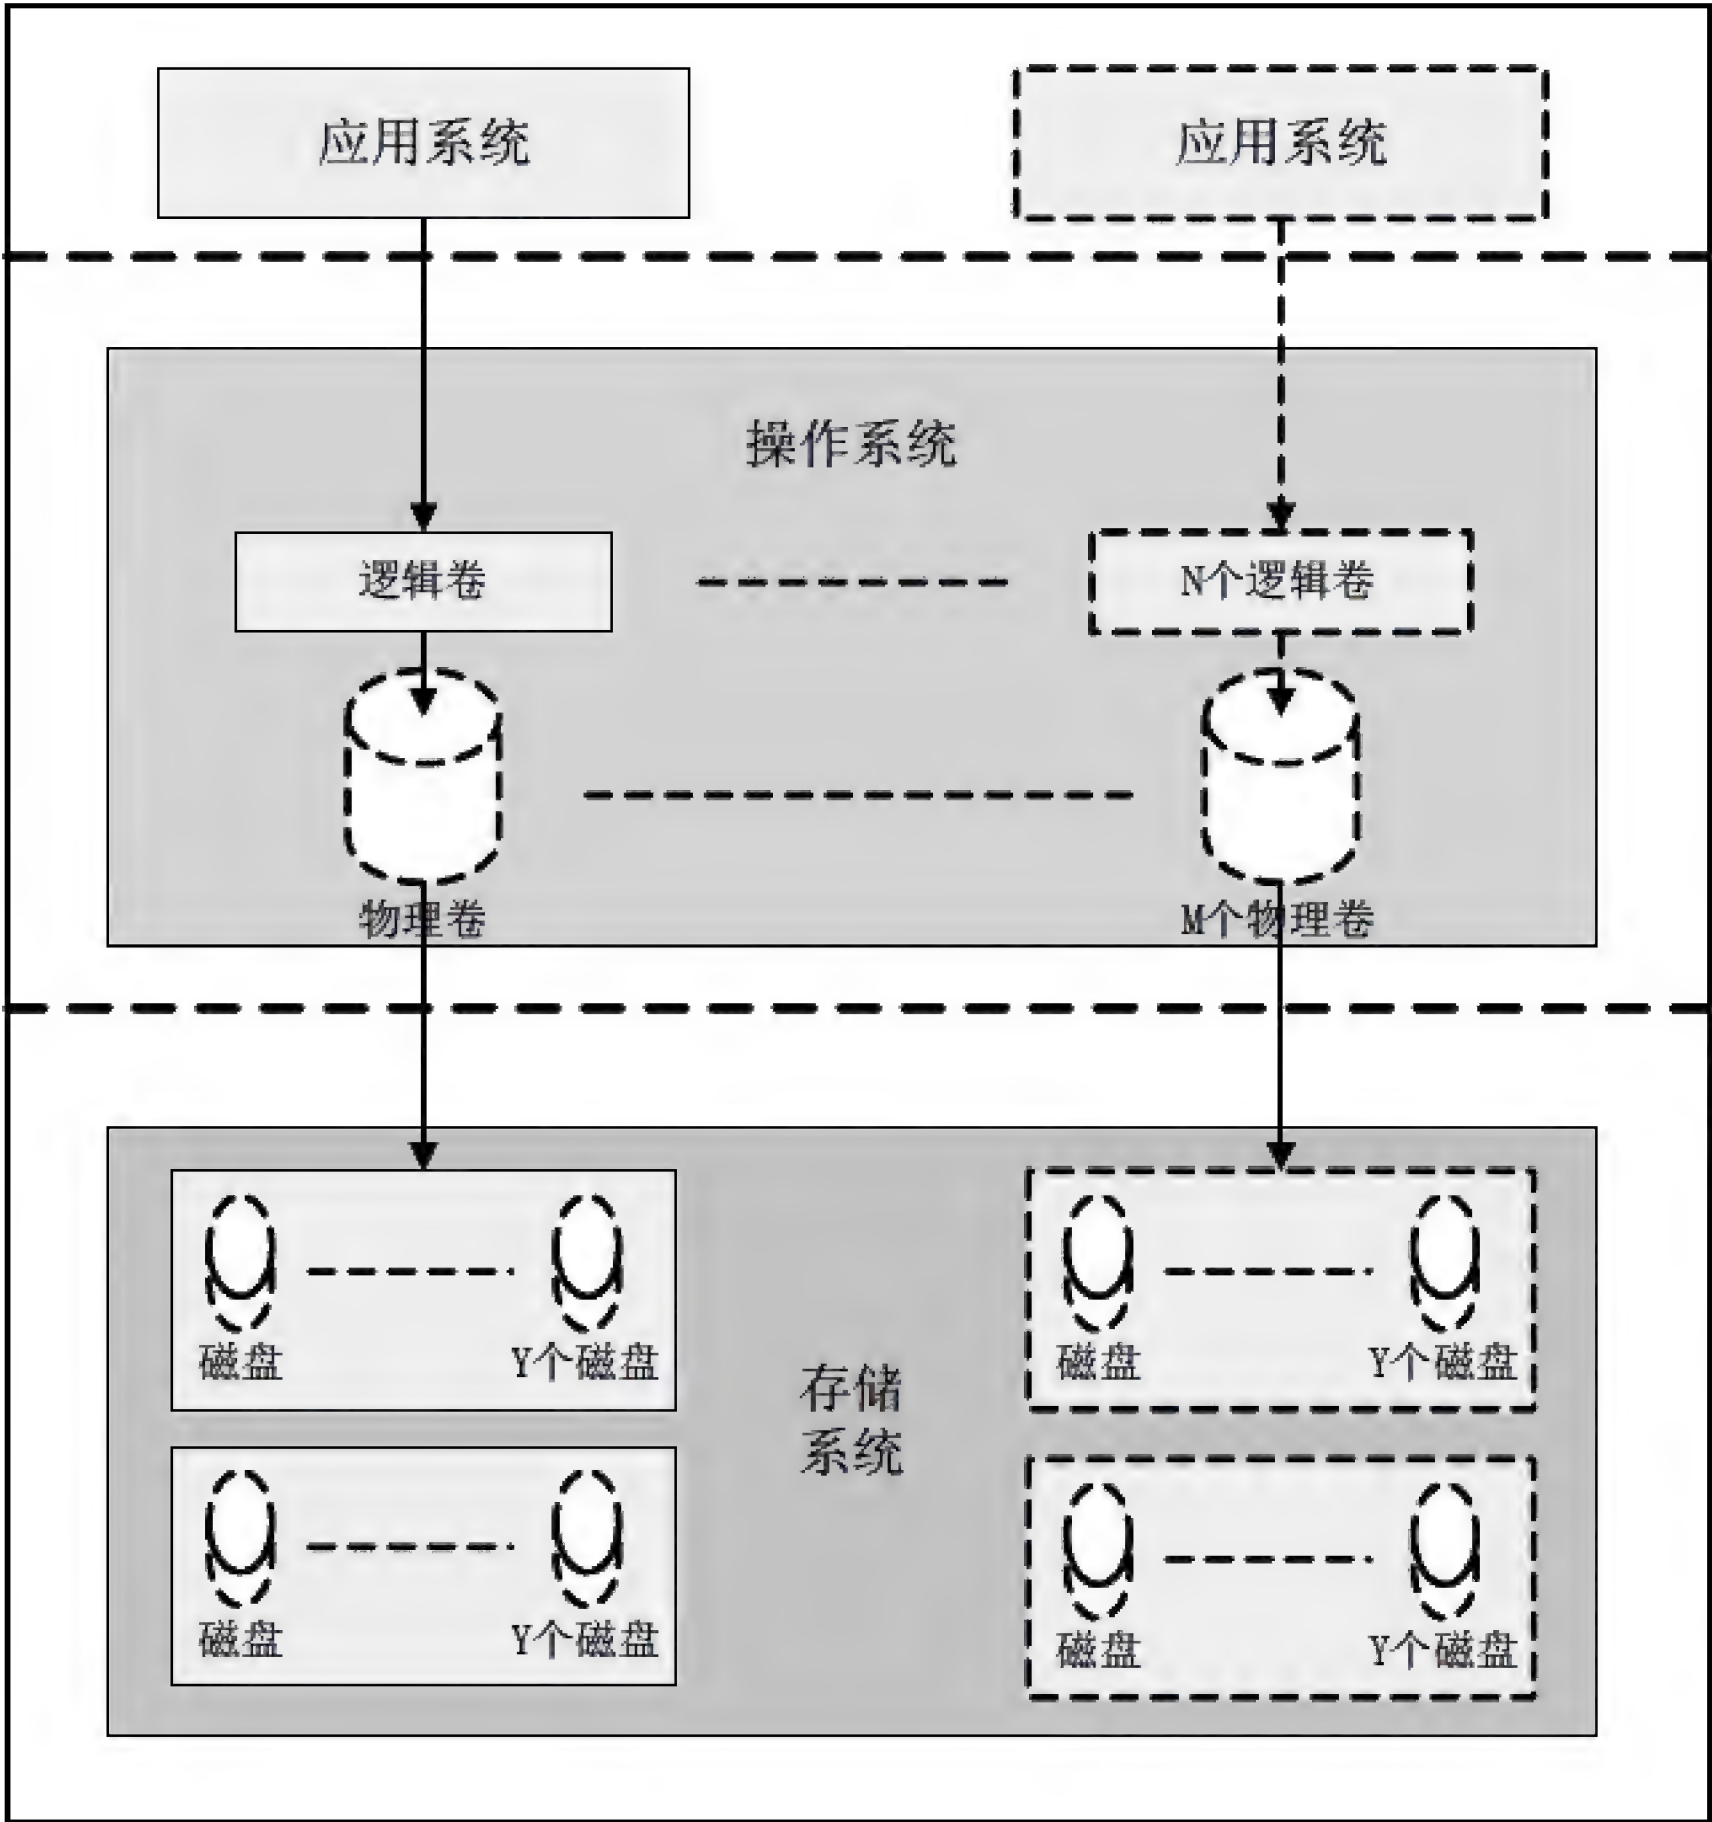 应用系统
应用系统
操作系统
逻辑卷
N个逻辑卷
物理卷
M个物理卷
磁盘
Y个磁盘
磁盘
Y个磁盘
存储
系统
磁盘
Y个磁盘
磁盘
Y个磁盘